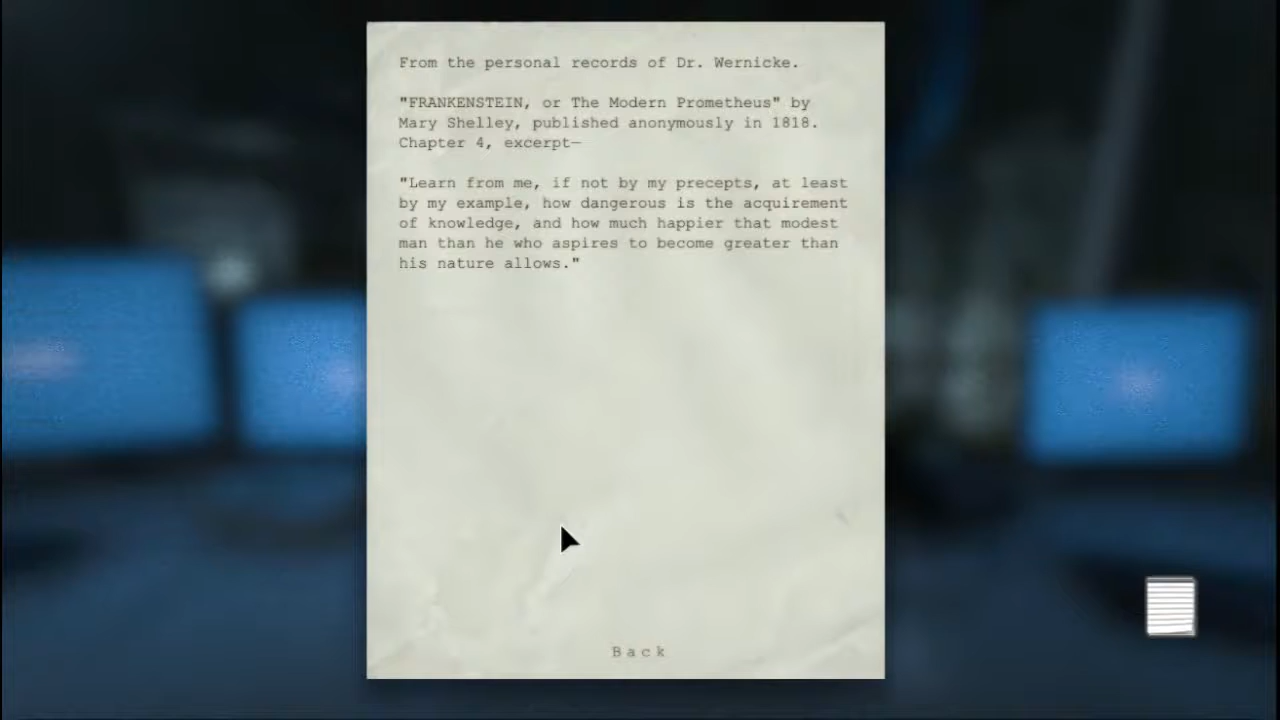 From the personal records of Dr. Wernicke.
"FRANKENSTEIN, or The Modern Prometheus" by
Mary Shelley, published anonymously in 1818.
Chapter 4, excerpt—
"Learn from me, if not by my precepts, at least
by my example, how dangerous is the acquirement
of knowledge, and how much happier that modest
man than he who aspires to become greater than
his nature allows."
Back